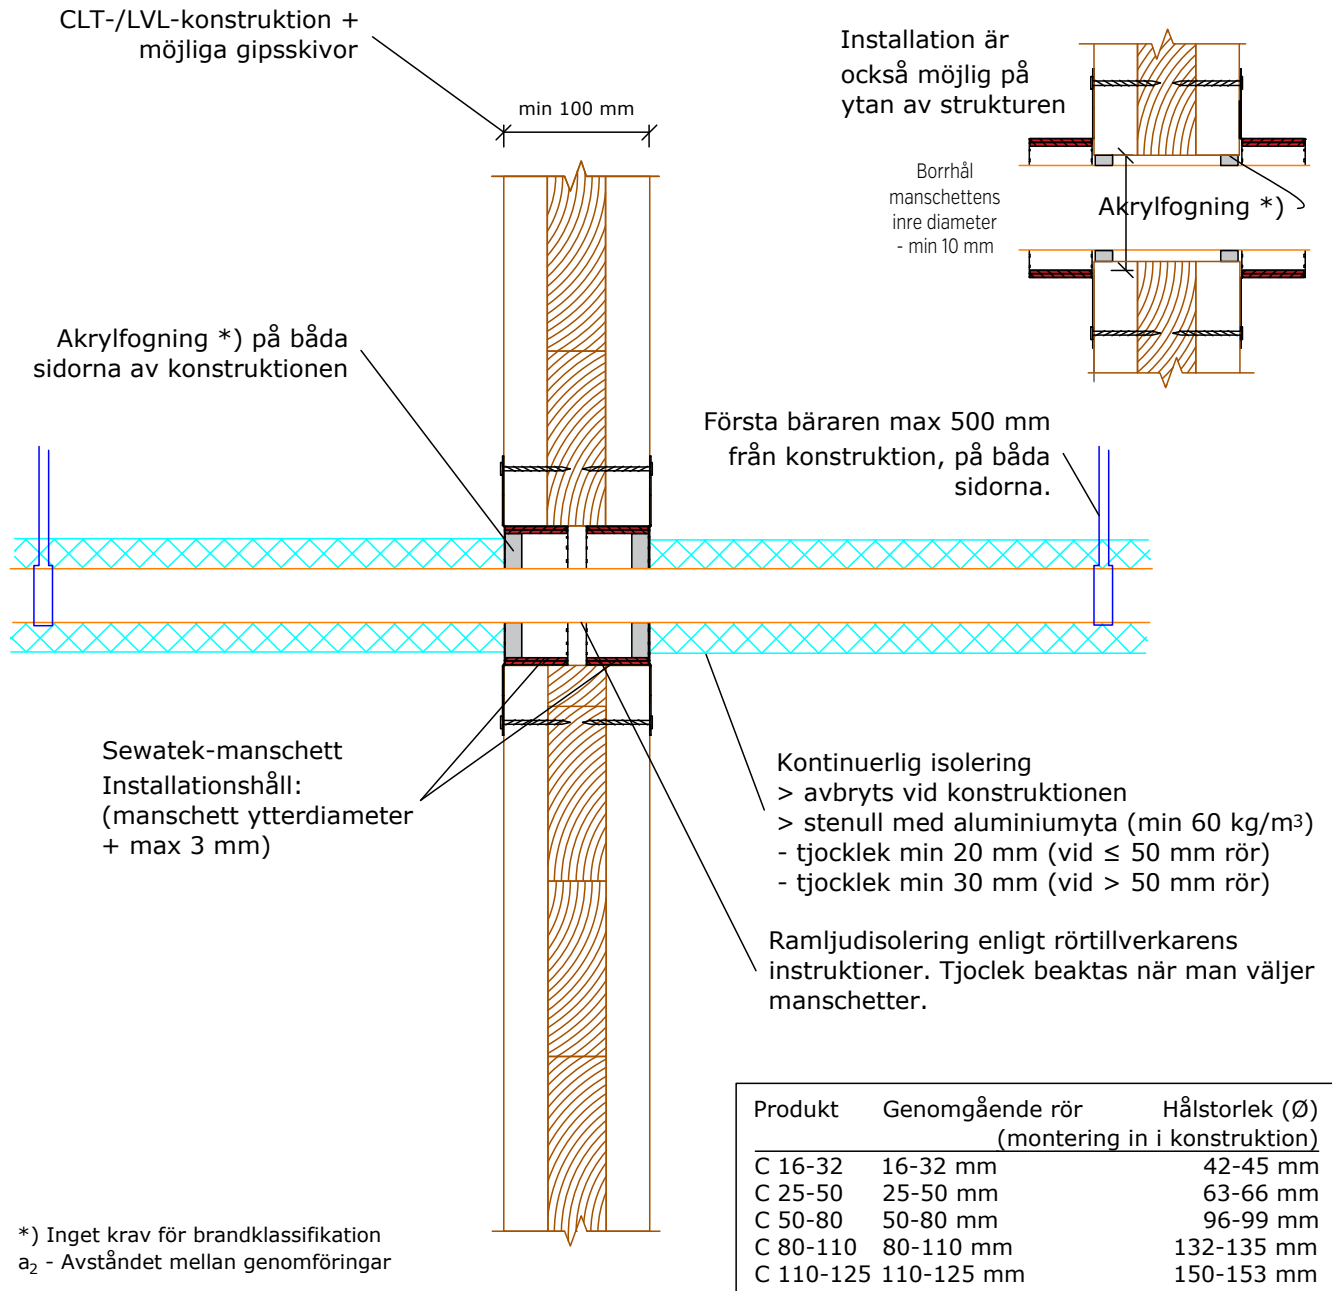 CLT-/LVL-konstruktion +
möjliga gipsskivor
min 100 mm
Installation är
också möjlig på
ytan av strukturen
Borrhål
manschettens
inre diameter
- min 10 mm
Akrylfogning *)
Akrylfogning *) på båda
sidorna av konstruktionen
Första bäraren max 500 mm
från konstruktion, på båda
sidorna.
Sewatek-manschett
Installationshåll:
(manschett ytterdiameter
+ max 3 mm)
Kontinuerlig isolering
> avbryts vid konstruktionen
> stenull med aluminiumyta (min 60 kg/m³)
- tjocklek min 20 mm (vid ≤ 50 mm rör)
- tjocklek min 30 mm (vid > 50 mm rör)
Ramljudisolering enligt rörtillverkarens
instruktioner. Tjoclek beaktas när man väljer
manschetter.
Produkt Genomgående rör Hålstorlek (Ø)
(montering in i konstruktion)
C 16-32 16-32 mm 42-45 mm
C 25-50 25-50 mm 63-66 mm
C 50-80 50-80 mm 96-99 mm
C 80-110 80-110 mm 132-135 mm
C 110-125 110-125 mm 150-153 mm
*) Inget krav för brandklassifikation
a₂ - Avståndet mellan genomföringar